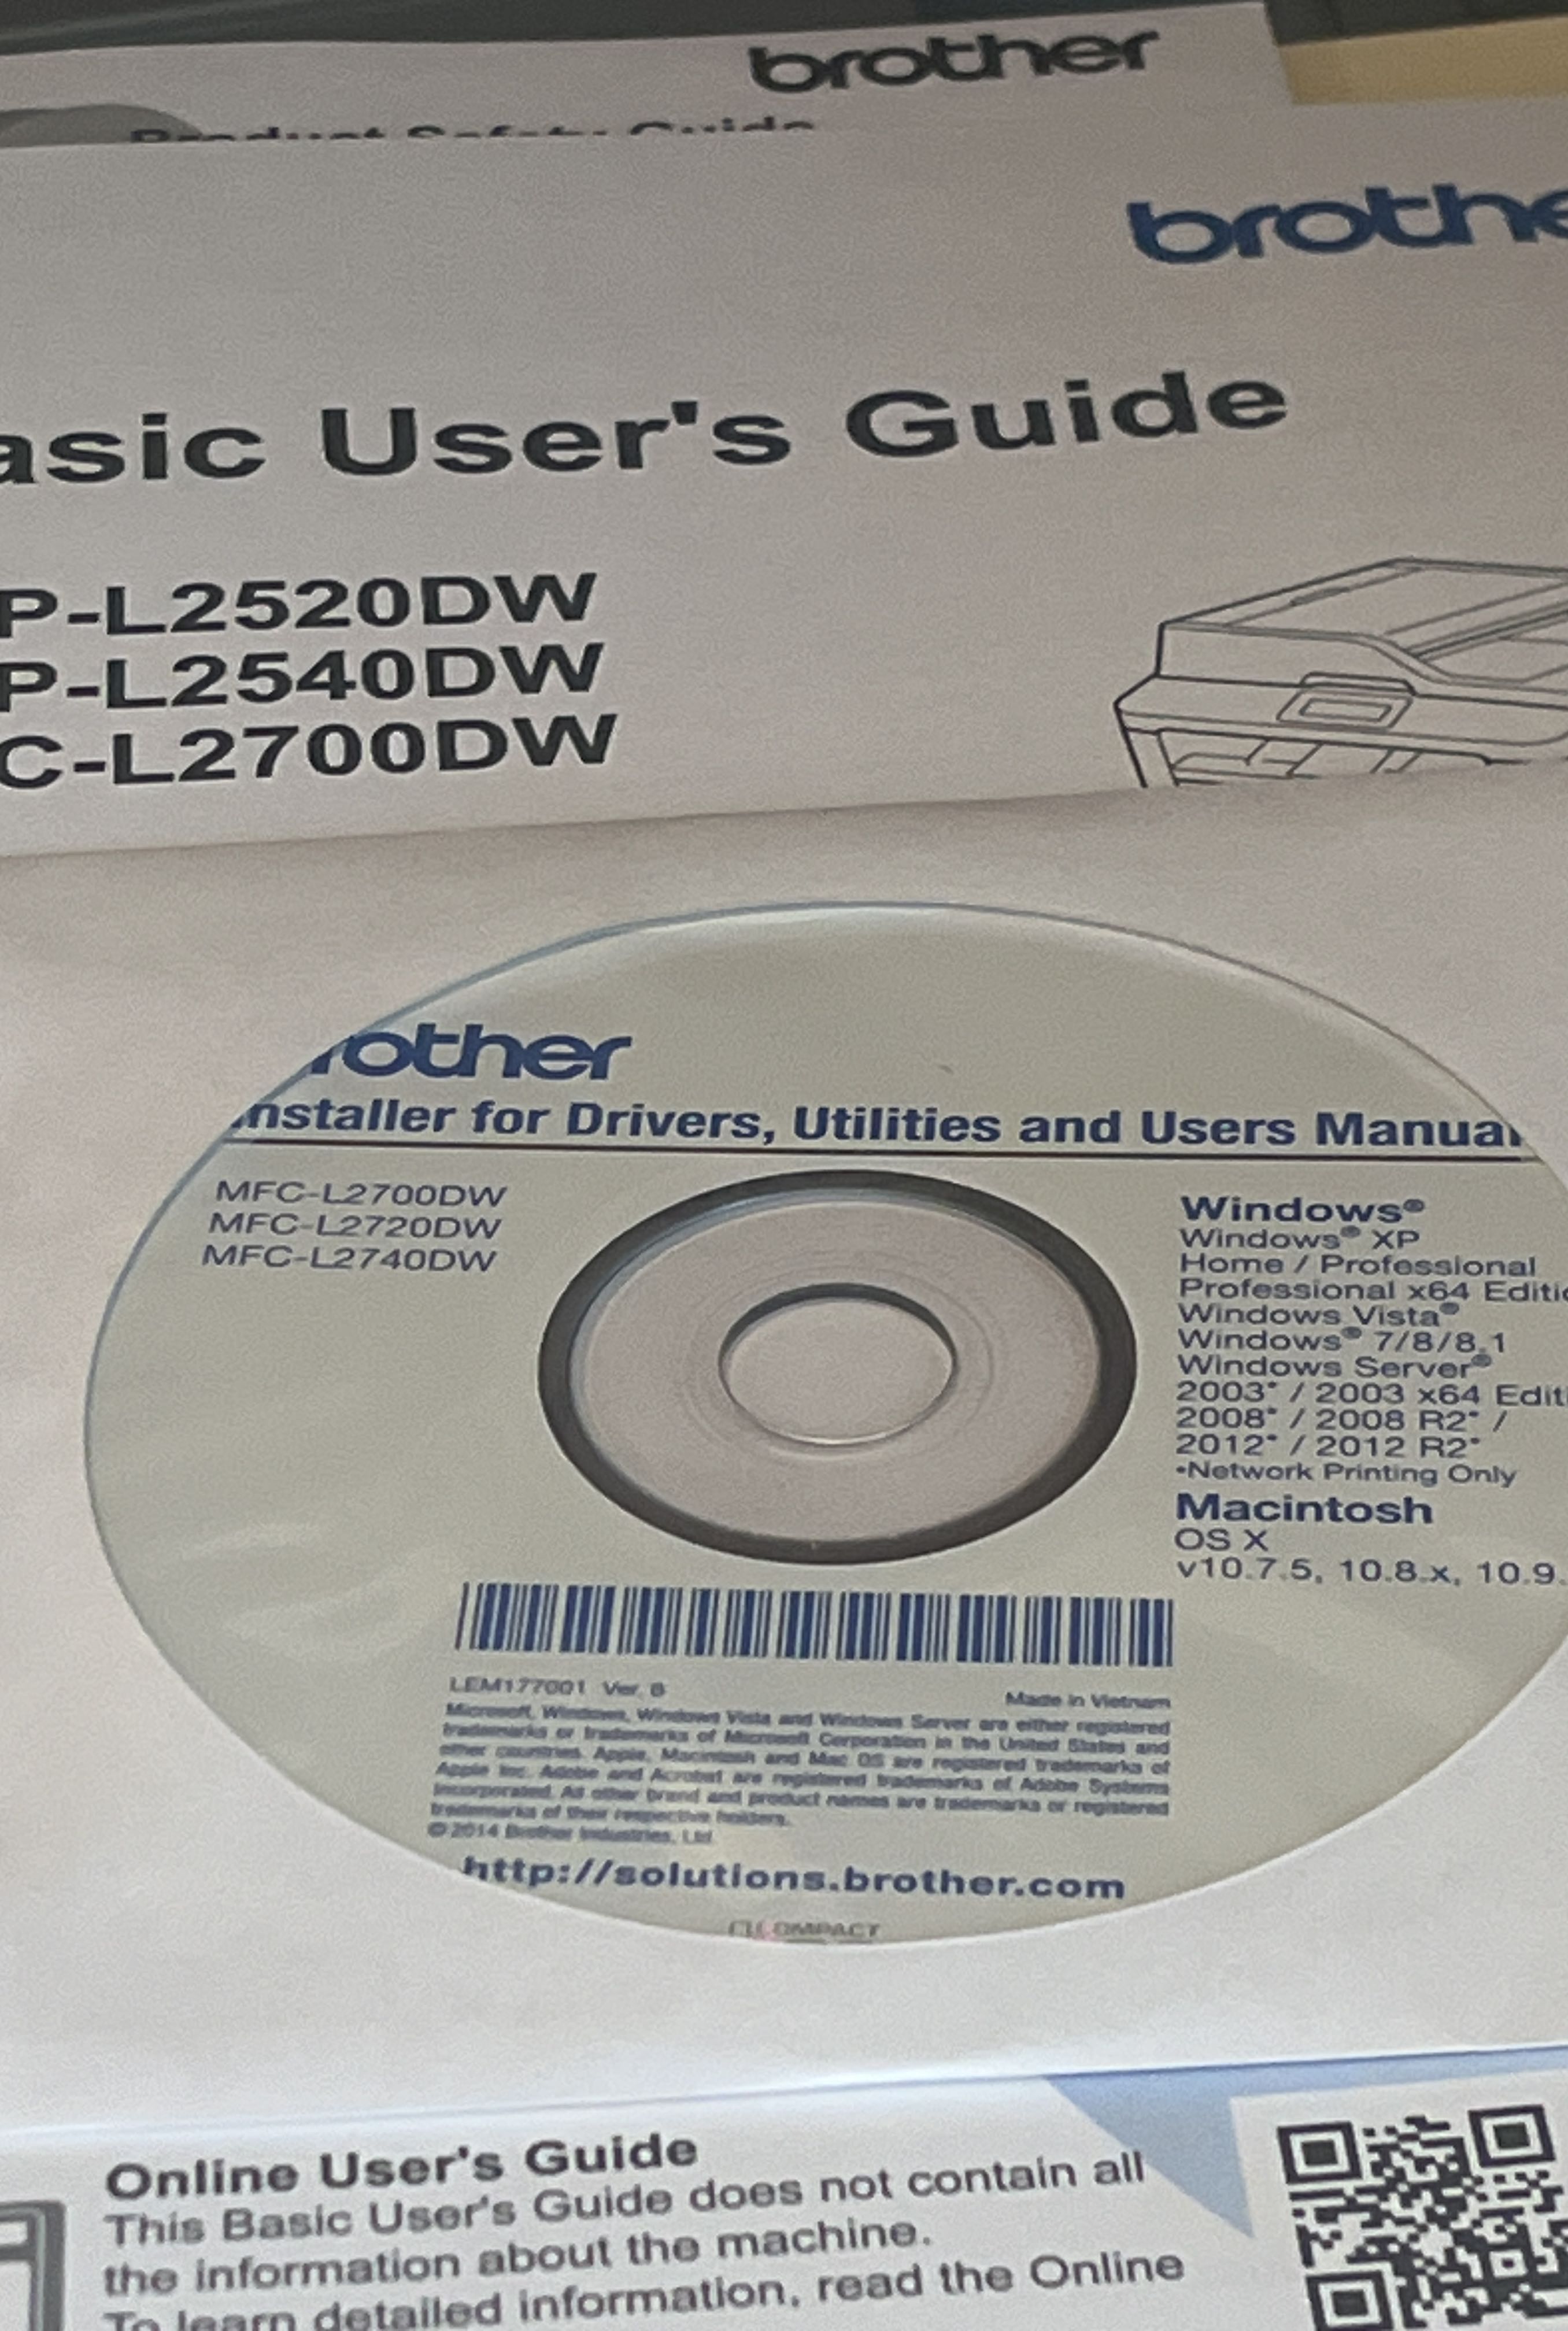 brother
Product Safety Guide
brothe
asic User's Guide
P-L2520DW
P-L2540DW
C-L2700DW
rother
nstaller for Drivers, Utilities and Users Manual
MFC-L2700DW
MFC-L2720DW
MFC-L2740DW
Windows®
Windows® XP
Home / Professional
Professional x64 Editio
Windows Vista®
Windows® 7/8/8.1
Windows Server®
2003* / 2003 x64 Editi
2008* / 2008 R2* /
2012* / 2012 R2*
*Network Printing Only
Macintosh
OS X
v10.7.5, 10.8.x, 10.9.
LEM177001 Ver.
Made in Vietnam
Microsoft, Windows, Windows Vista and Windows Server are either registered
trademarks or trademarks of Microsoft Corporation in the United States and
other countries. Apple, Macintosh and Mac OS are registered trademarks of
Apple Inc. Adobe and Acrobat are registered trademarks of Adobe Systems
Incorporated. All other brand and product names are trademarks or registered
trademarks of their respective holders.
© 2014 Brother Industries, Ltd.
http://solutions.brother.com
COMPACT
Online User's Guide
This Basic User's Guide does not contain all
the information about the machine.
To learn detailed information, read the Online